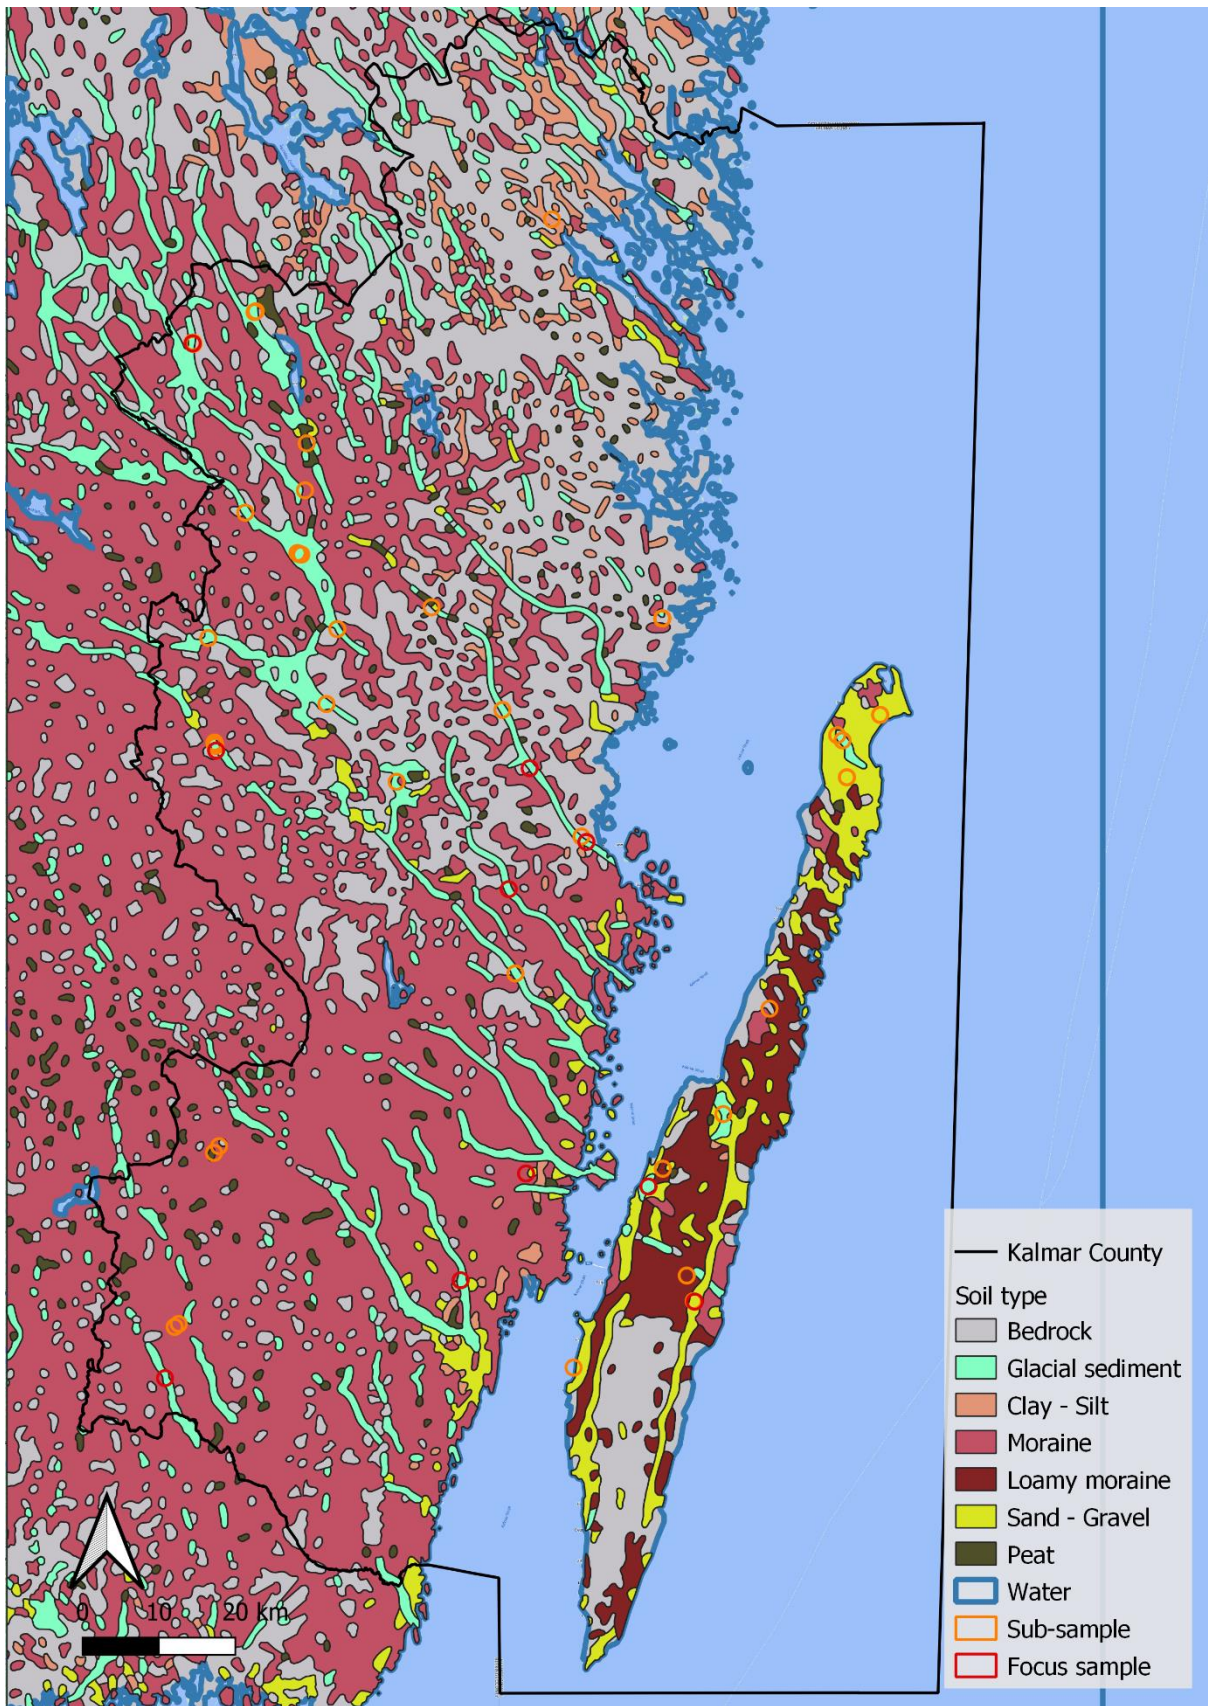 Kalmar County
Soil type
Bedrock
Glacial sediment
Clay - Silt
Moraine
Loamy moraine
Sand - Gravel
Peat
Water
Sub-sample
Focus sample
0 10 20 km